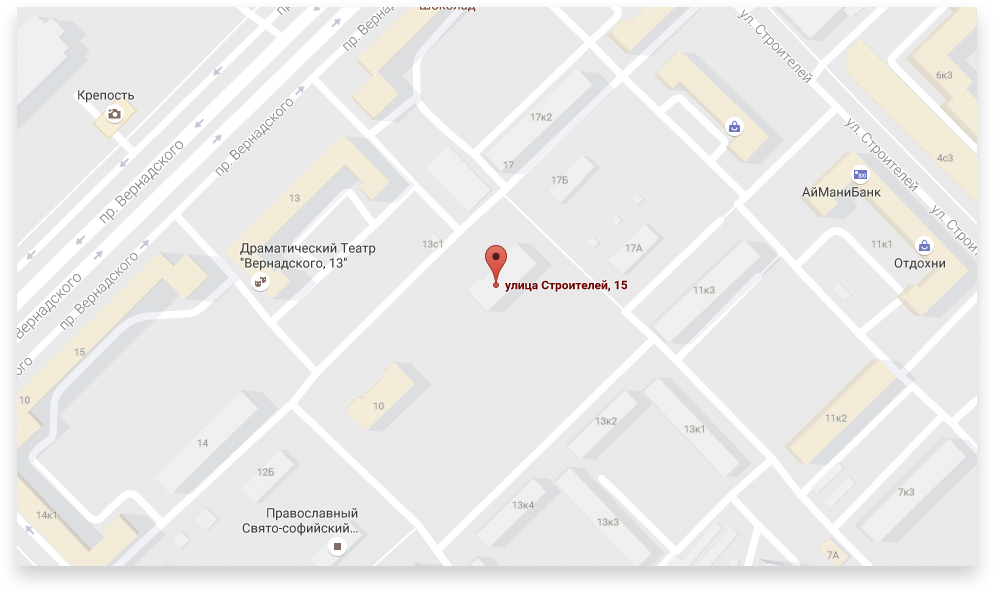 Шоколад
пр. Вернадского
ул. Строителей
6к3
Крепость
17к2
ул. Строителей
4с3
пр. Вернадского
пр. Вернадского
17
17Б
АйМаниБанк
13
ул. Строителей
13с1
17А
11к1
Драматический Театр
"Вернадского, 13"
Отдохни
пр. Вернадского
Вернадского
улица Строителей, 15
11к3
15
10
10
13к2
13к1
11к2
14
12Б
7к3
14к1
Православный
Свято-софийский...
13к4
13к3
7А